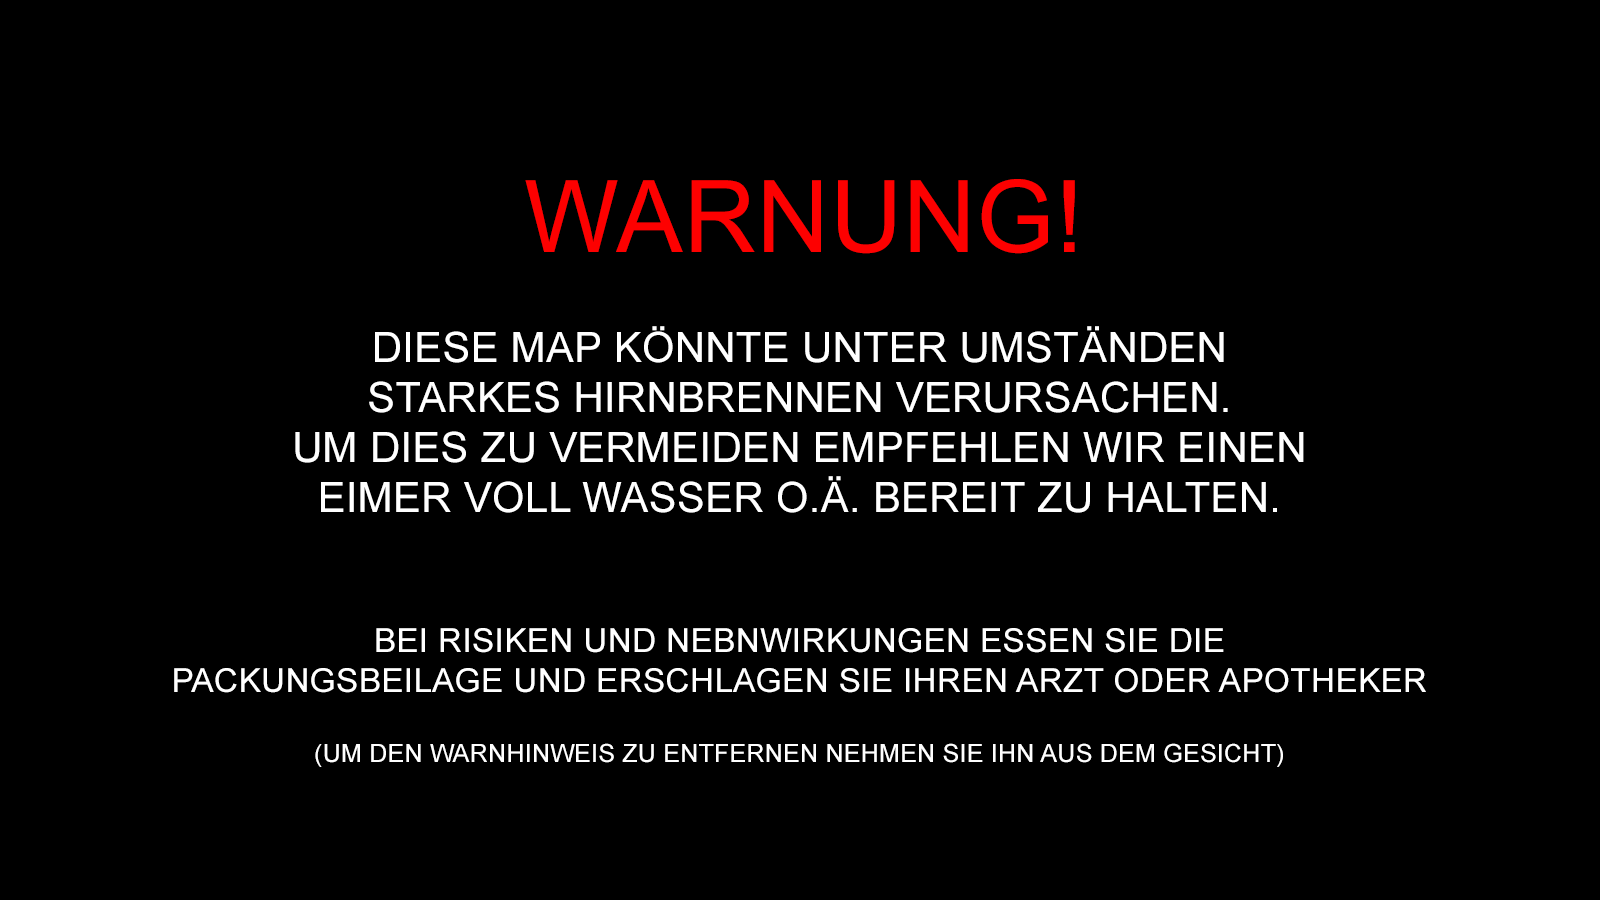 WARNUNG!
DIESE MAP KÖNNTE UNTER UMSTÄNDEN
STARKES HIRNBRENNEN VERURSACHEN.
UM DIES ZU VERMEIDEN EMPFEHLEN WIR EINEN
EIMER VOLL WASSER O.Ä. BEREIT ZU HALTEN.
BEI RISIKEN UND NEBNWIRKUNGEN ESSEN SIE DIE
PACKUNGSBEILAGE UND ERSCHLAGEN SIE IHREN ARZT ODER APOTHEKER
(UM DEN WARNHINWEIS ZU ENTFERNEN NEHMEN SIE IHN AUS DEM GESICHT)